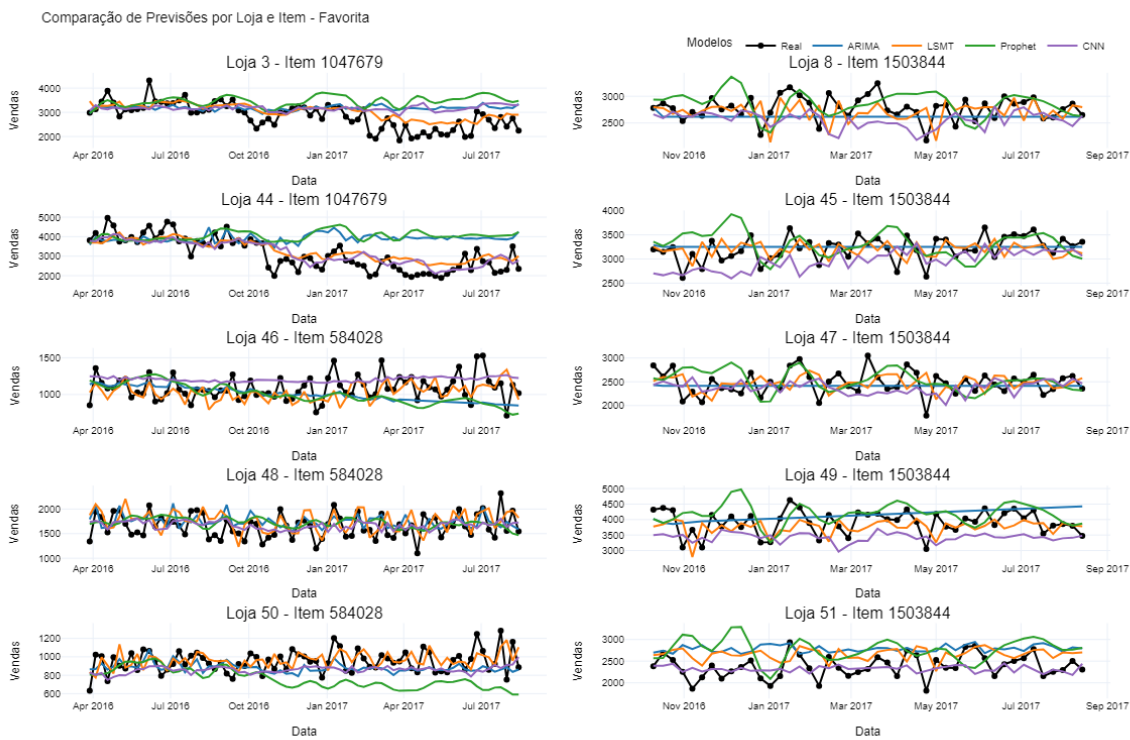 Comparação de Previsões por Loja e Item - Favorita
Modelos Real ARIMA LSMT Prophet CNN
Loja 3 - Item 1047679
Vendas
4000
3000
2000
Apr 2016 Jul 2016 Oct 2016 Jan 2017 Apr 2017 Jul 2017
Data
Loja 8 - Item 1503844
Vendas
3000
2500
Nov 2016 Jan 2017 Mar 2017 May 2017 Jul 2017 Sep 2017
Data
Loja 44 - Item 1047679
Vendas
5000
4000
3000
2000
Apr 2016 Jul 2016 Oct 2016 Jan 2017 Apr 2017 Jul 2017
Data
Loja 45 - Item 1503844
Vendas
4000
3500
3000
2500
Nov 2016 Jan 2017 Mar 2017 May 2017 Jul 2017 Sep 2017
Data
Loja 46 - Item 584028
Vendas
1500
1000
Apr 2016 Jul 2016 Oct 2016 Jan 2017 Apr 2017 Jul 2017
Data
Loja 47 - Item 1503844
Vendas
3000
2500
2000
Nov 2016 Jan 2017 Mar 2017 May 2017 Jul 2017 Sep 2017
Data
Loja 48 - Item 584028
Vendas
2000
1500
1000
Apr 2016 Jul 2016 Oct 2016 Jan 2017 Apr 2017 Jul 2017
Data
Loja 49 - Item 1503844
Vendas
5000
4500
4000
3500
3000
Nov 2016 Jan 2017 Mar 2017 May 2017 Jul 2017 Sep 2017
Data
Loja 50 - Item 584028
Vendas
1200
1000
800
600
Apr 2016 Jul 2016 Oct 2016 Jan 2017 Apr 2017 Jul 2017
Data
Loja 51 - Item 1503844
Vendas
3000
2500
2000
Nov 2016 Jan 2017 Mar 2017 May 2017 Jul 2017 Sep 2017
Data